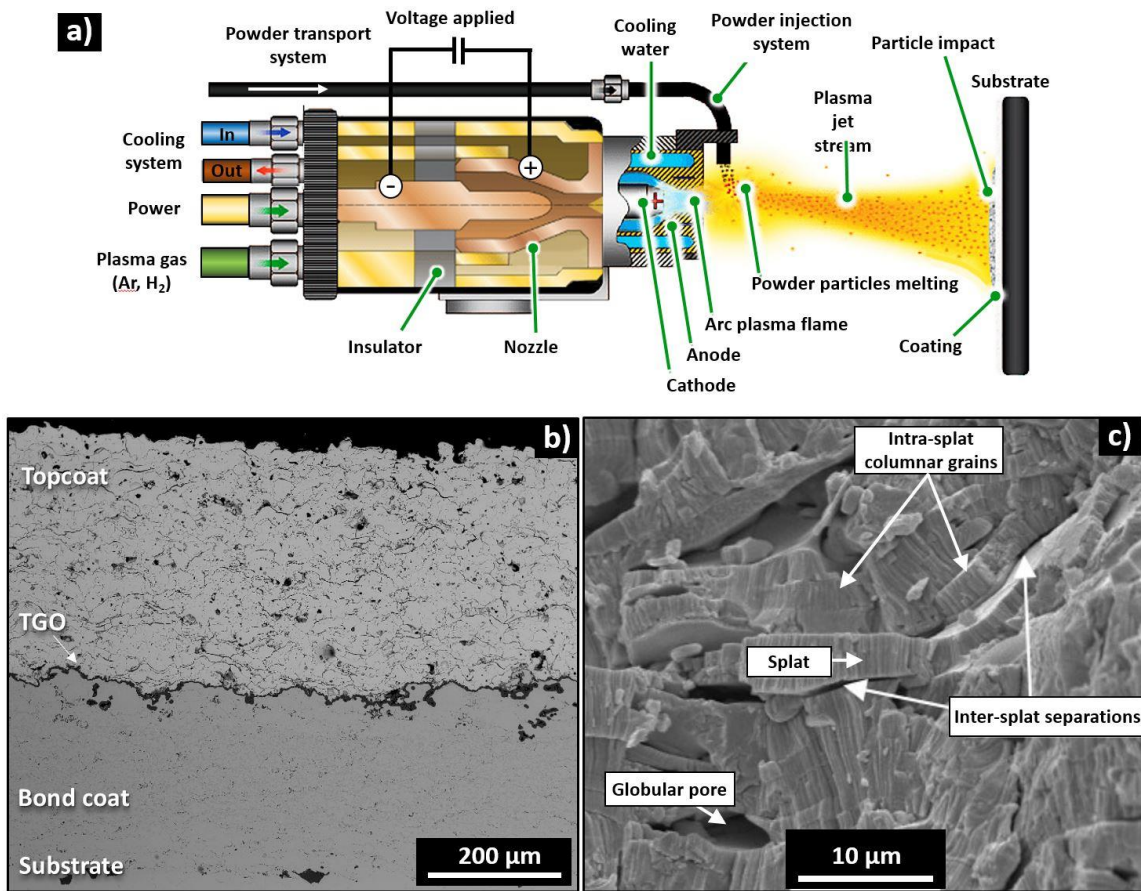 a)
Powder transport
system
Voltage applied
Cooling
water
Powder injection
system
Particle impact
Substrate
Plasma
jet
stream
Cooling
system
In
Out
Power
Plasma gas
(Ar, H₂)
-
+
+
Insulator
Nozzle
Powder particles melting
Arc plasma flame
Anode
Cathode
Coating
b)
Topcoat
TGO
Bond coat
Substrate
200 µm
c)
Intra-splat
columnar grains
Splat
Inter-splat separations
Globular pore
10 µm